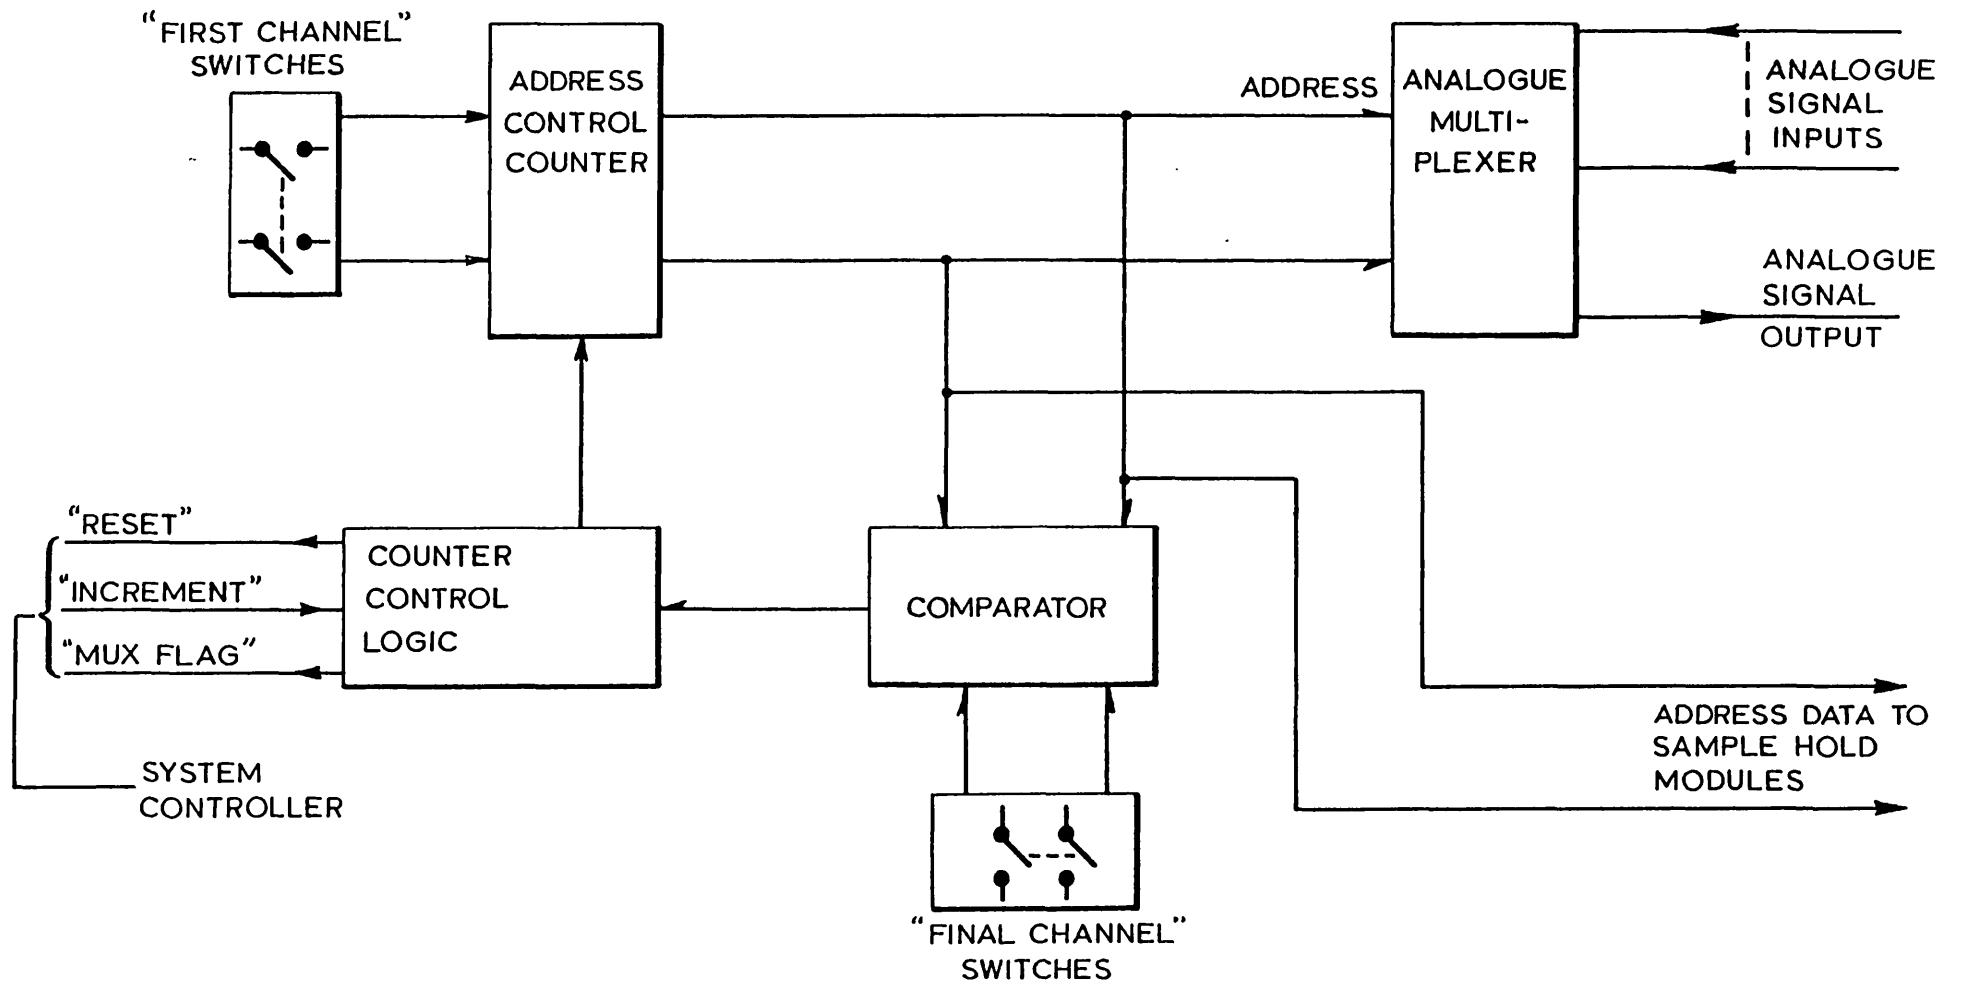 "FIRST CHANNEL"
SWITCHES
ADDRESS
CONTROL
COUNTER
ADDRESS
ANALOGUE
MULTI-
PLEXER
ANALOGUE
SIGNAL
INPUTS
ANALOGUE
SIGNAL
OUTPUT
"RESET"
"INCREMENT"
"MUX FLAG"
COUNTER
CONTROL
LOGIC
COMPARATOR
SYSTEM
CONTROLLER
ADDRESS DATA TO
SAMPLE HOLD
MODULES
"FINAL CHANNEL"
SWITCHES